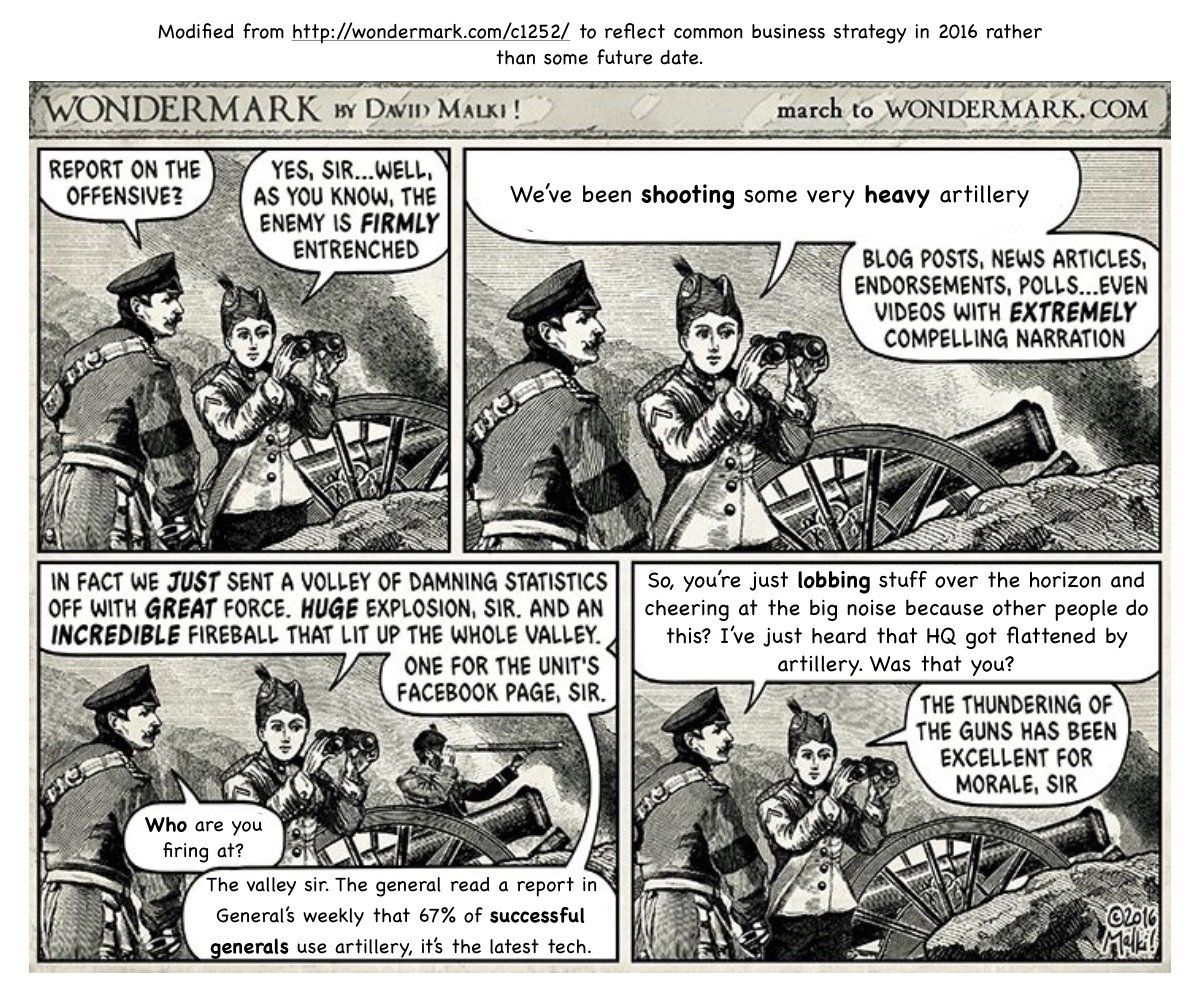 Modified from http://wondermark.com/c1252/ to reflect common business strategy in 2016 rather
than some future date.
WONDERMARK BY DAVID MALKI !
march to WONDERMARK.COM
REPORT ON THE
OFFENSIVE?
YES, SIR...WELL,
AS YOU KNOW, THE
ENEMY IS FIRMLY
ENTRENCHED
We've been shooting some very heavy artillery
BLOG POSTS, NEWS ARTICLES,
ENDORSEMENTS, POLLS...EVEN
VIDEOS WITH EXTREMELY
COMPELLING NARRATION
IN FACT WE JUST SENT A VOLLEY OF DAMNING STATISTICS
OFF WITH GREAT FORCE. HUGE EXPLOSION, SIR. AND AN
INCREDIBLE FIREBALL THAT LIT UP THE WHOLE VALLEY.
ONE FOR THE UNIT'S
FACEBOOK PAGE, SIR.
Who are you
firing at?
The valley sir. The general read a report in
General's weekly that 67% of successful
generals use artillery, it's the latest tech.
So, you're just lobbing stuff over the horizon and
cheering at the big noise because other people do
this? I've just heard that HQ got flattened by
artillery. Was that you?
THE THUNDERING OF
THE GUNS HAS BEEN
EXCELLENT FOR
MORALE, SIR
©2016
Malki!